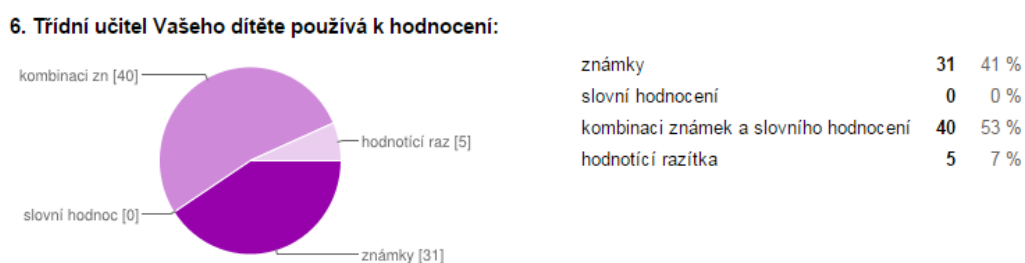 6. Třídní učitel Vašeho dítěte používá k hodnocení:
kombinaci zn [40]
hodnotící raz [5]
slovní hodnoc [0]
známky [31]
známky 31 41 %
slovní hodnocení 0 0 %
kombinaci známek a slovního hodnocení 40 53 %
hodnotící razítka 5 7 %